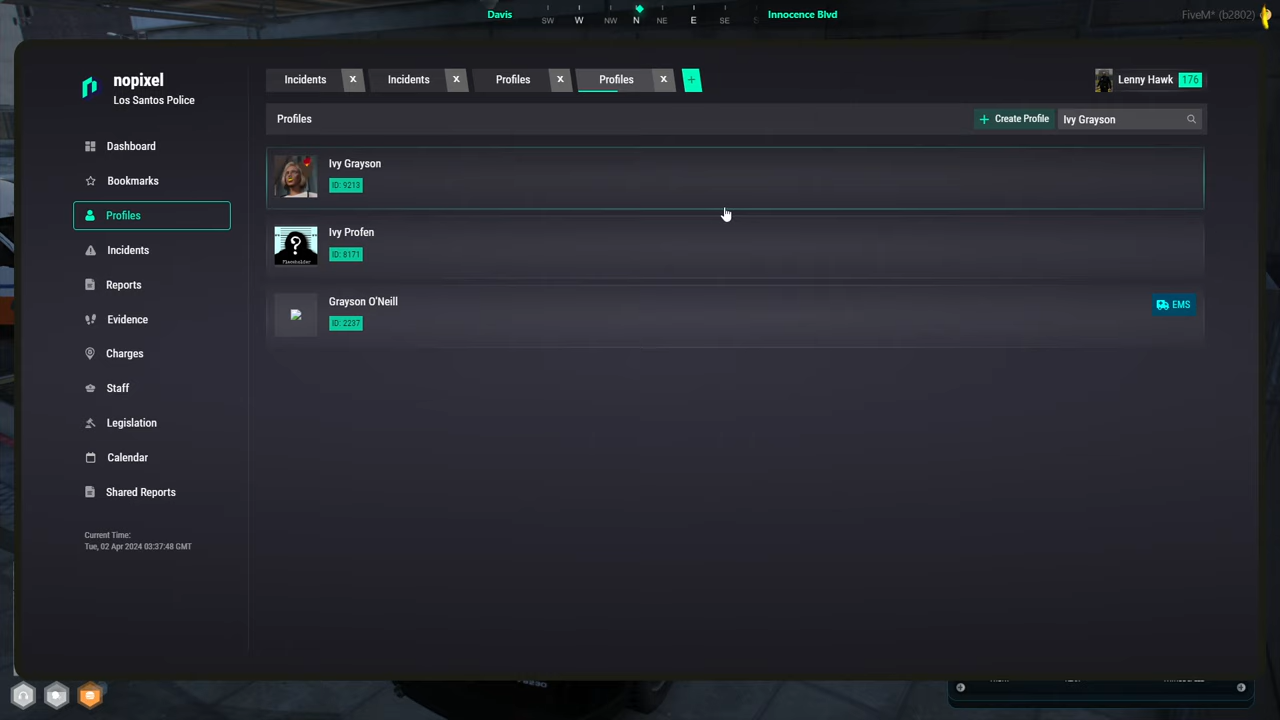 Davis SW W NW N NE E SE Innocence Blvd
FiveM* (b2802)
nopixel
Los Santos Police
Incidents x Incidents x Profiles x Profiles x +
Lenny Hawk 176
Profiles
+ Create Profile
Ivy Grayson
Dashboard
Bookmarks
Profiles
Incidents
Reports
Evidence
Charges
Staff
Legislation
Calendar
Shared Reports
Current Time:
Tue, 02 Apr 2024 03:37:48 GMT
Ivy Grayson
ID: 9213
?
Placeholder
Ivy Profen
ID: 8171
Grayson O'Neill
ID: 2237
EMS